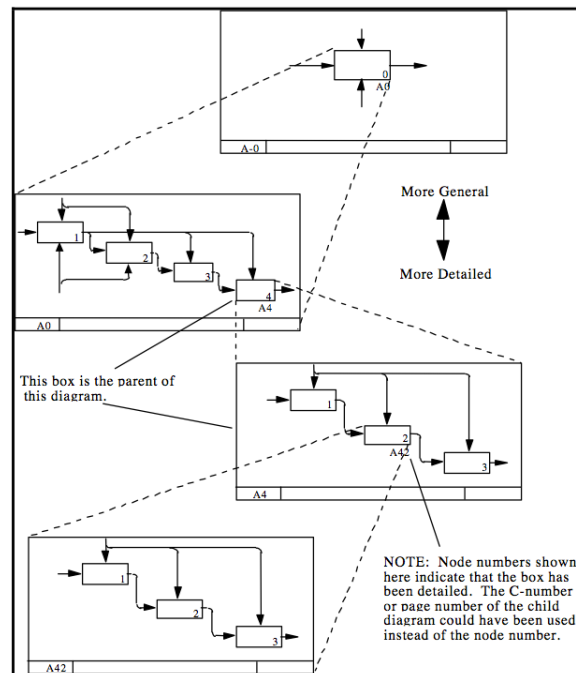 0
A0
A-0
More General
More Detailed
1
2
3
4
A4
A0
This box is the parent of
this diagram.
1
2
A42
3
A4
NOTE: Node numbers shown
here indicate that the box has
been detailed. The C-number
or page number of the child
diagram could have been used
instead of the node number.
1
2
3
A42